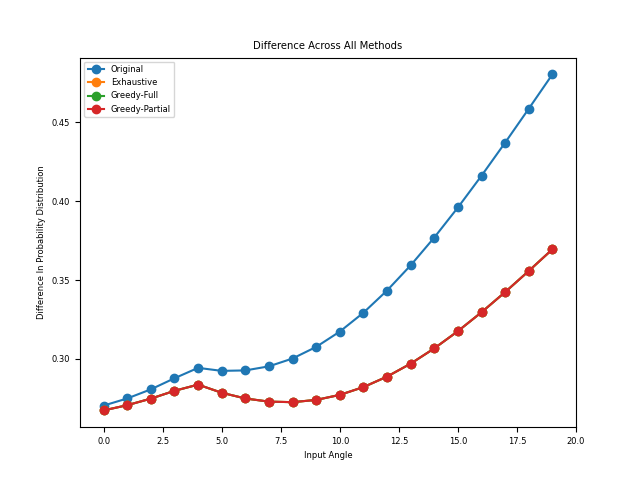 Difference Across All Methods
Original
Exhaustive
Greedy-Full
Greedy-Partial
Difference In Probability Distribution
0.45
0.40
0.35
0.30
0.0 2.5 5.0 7.5 10.0 12.5 15.0 17.5 20.0
Input Angle